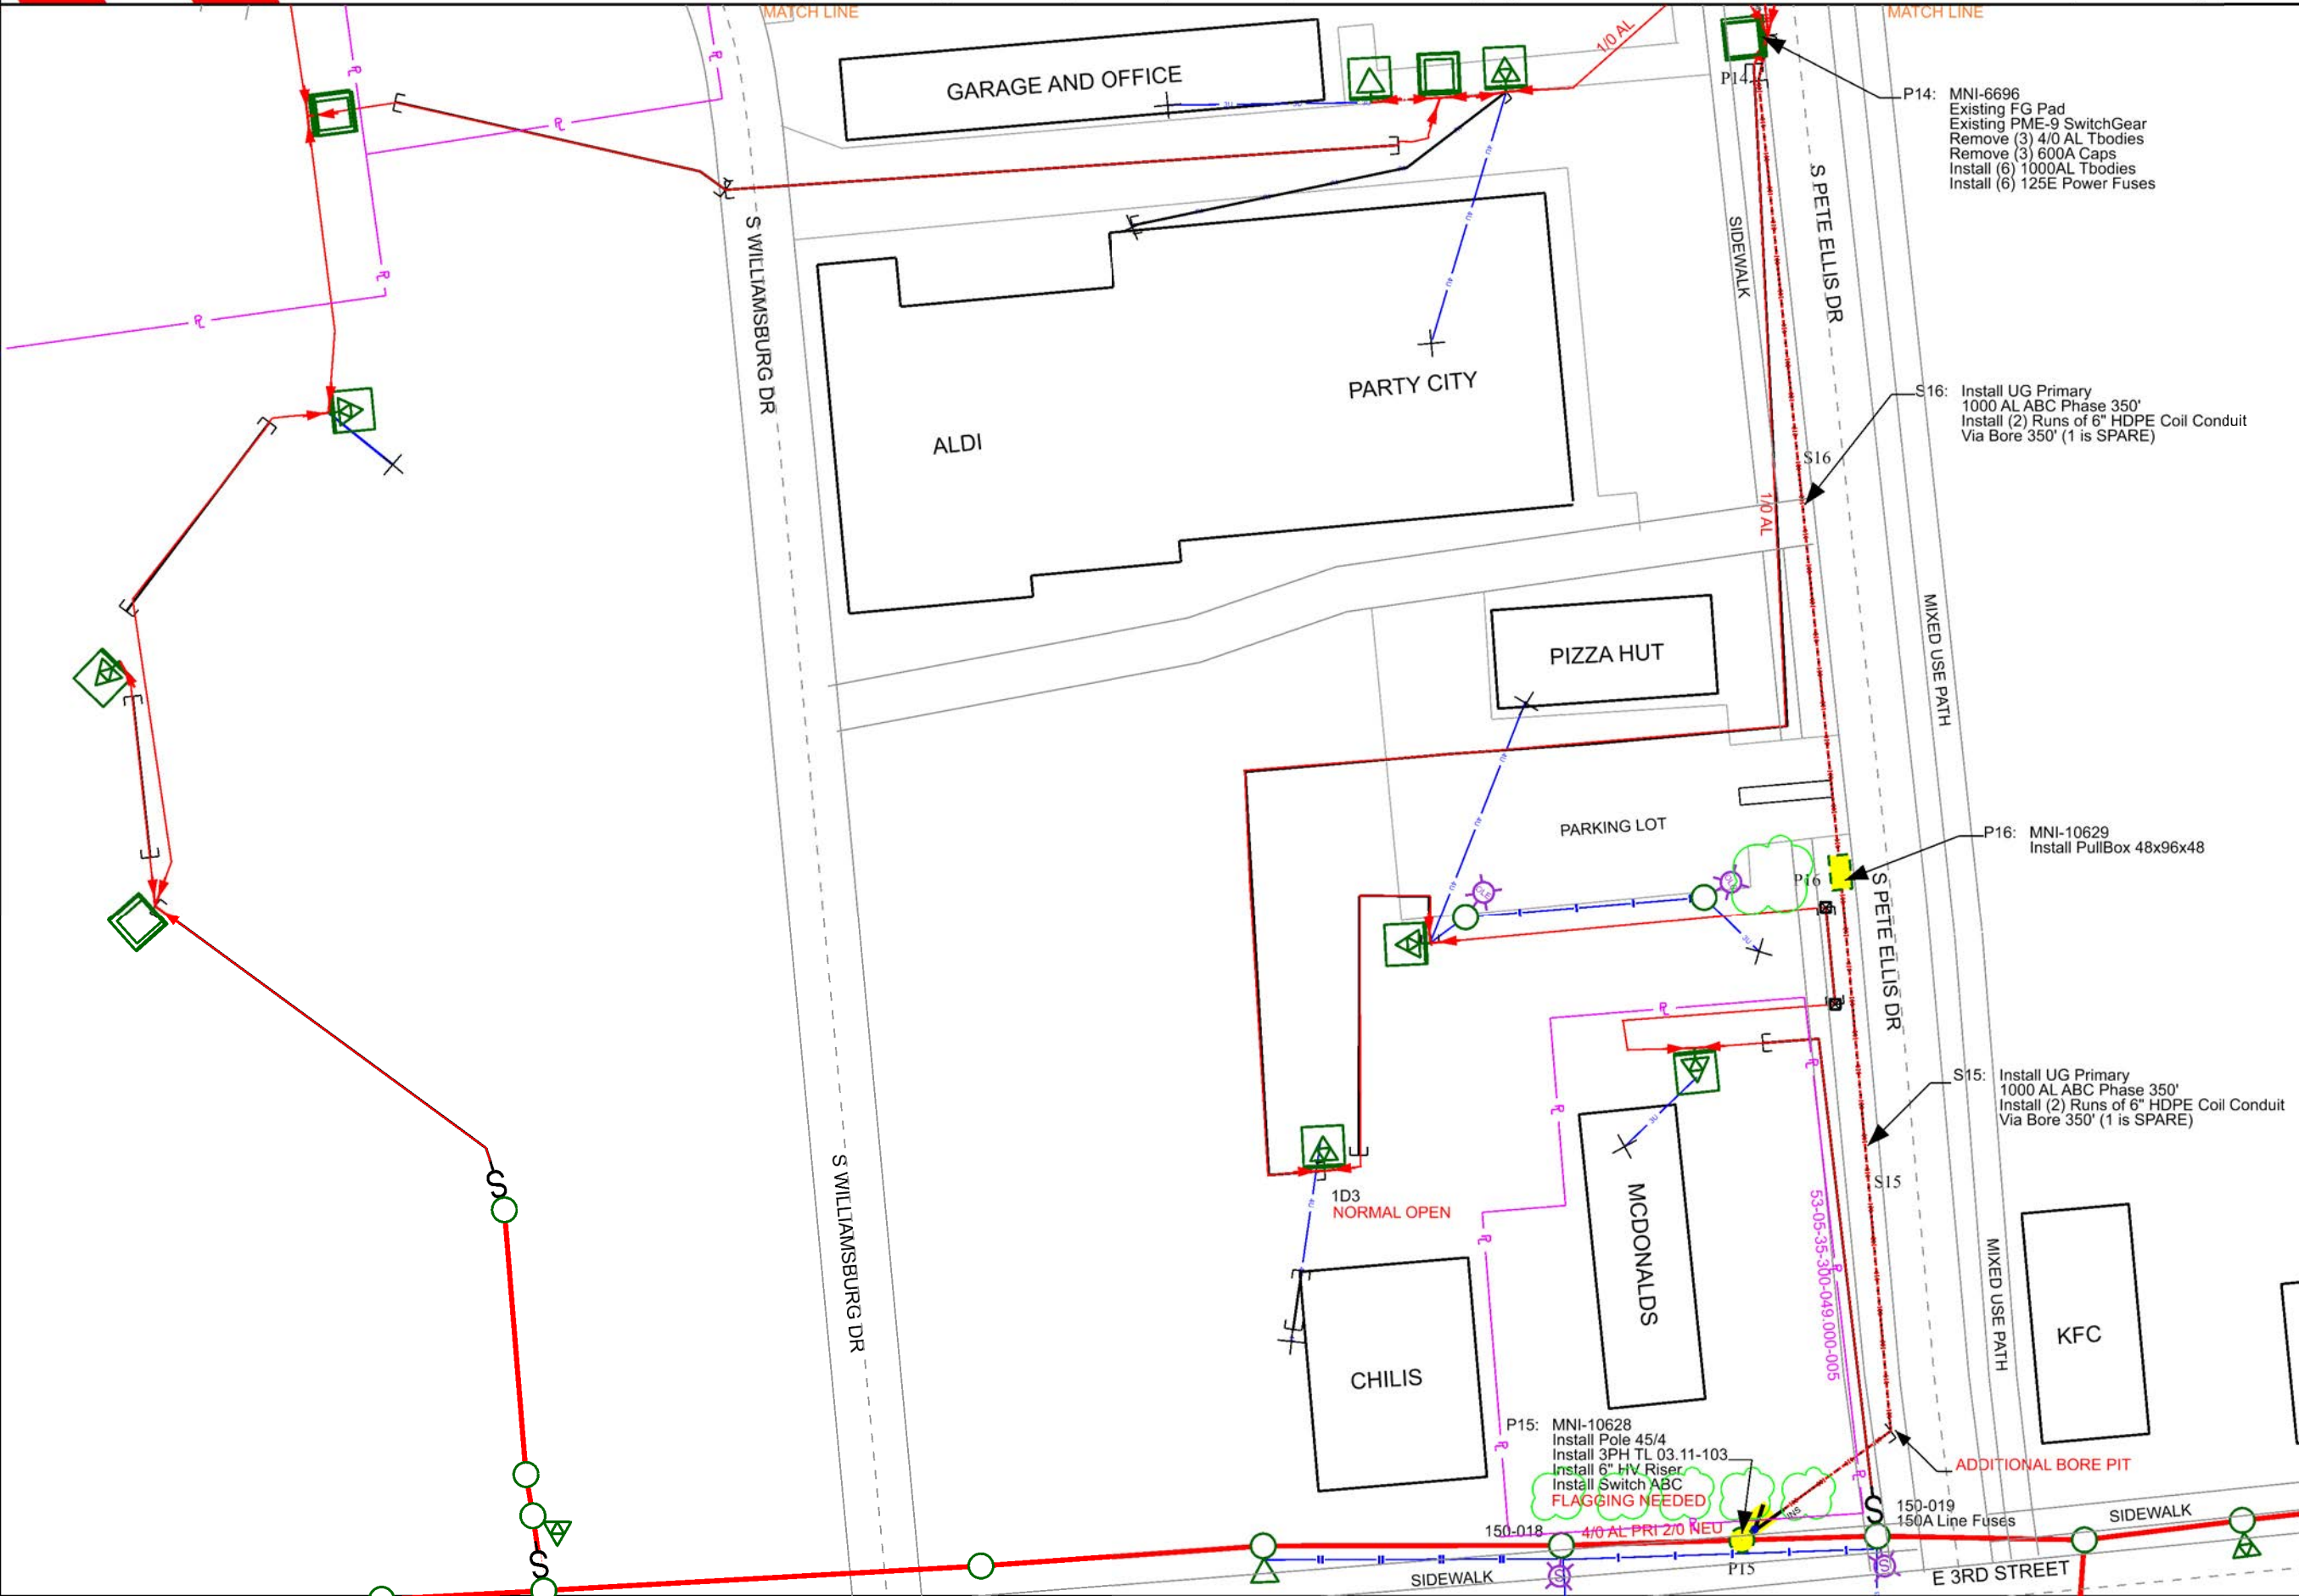 MATCH LINE
MATCH LINE
GARAGE AND OFFICE
1/0 AL
P14
P14: MNI-6696
Existing FG Pad
Existing PME-9 SwitchGear
Remove (3) 4/0 AL Tbodies
Remove (3) 600A Caps
Install (6) 1000AL Tbodies
Install (6) 125E Power Fuses
S WILLIAMSBURG DR
SIDEWALK
S PETE ELLIS DR
PARTY CITY
ALDI
S16: Install UG Primary
1000 AL ABC Phase 350'
Install (2) Runs of 6" HDPE Coil Conduit
Via Bore 350' (1 is SPARE)
S16
1/0 AL
MIXED USE PATH
PIZZA HUT
PARKING LOT
P16: MNI-10629
Install PullBox 48x96x48
P16
S PETE ELLIS DR
S15: Install UG Primary
1000 AL ABC Phase 350'
Install (2) Runs of 6" HDPE Coil Conduit
Via Bore 350' (1 is SPARE)
S15
S
S WILLIAMSBURG DR
1D3
NORMAL OPEN
MCDONALDS
53-05-35-300-049.000-005
MIXED USE PATH
KFC
CHILIS
P15: MNI-10628
Install Pole 45/4
Install 3PH TL 03.11-103
Install 6" HV Riser
Install Switch ABC
FLAGGING NEEDED
ADDITIONAL BORE PIT
S
150-019
150A Line Fuses
150-018
4/0 AL PRI 2/0 NEU
SIDEWALK
S
P15
SIDEWALK
E 3RD STREET